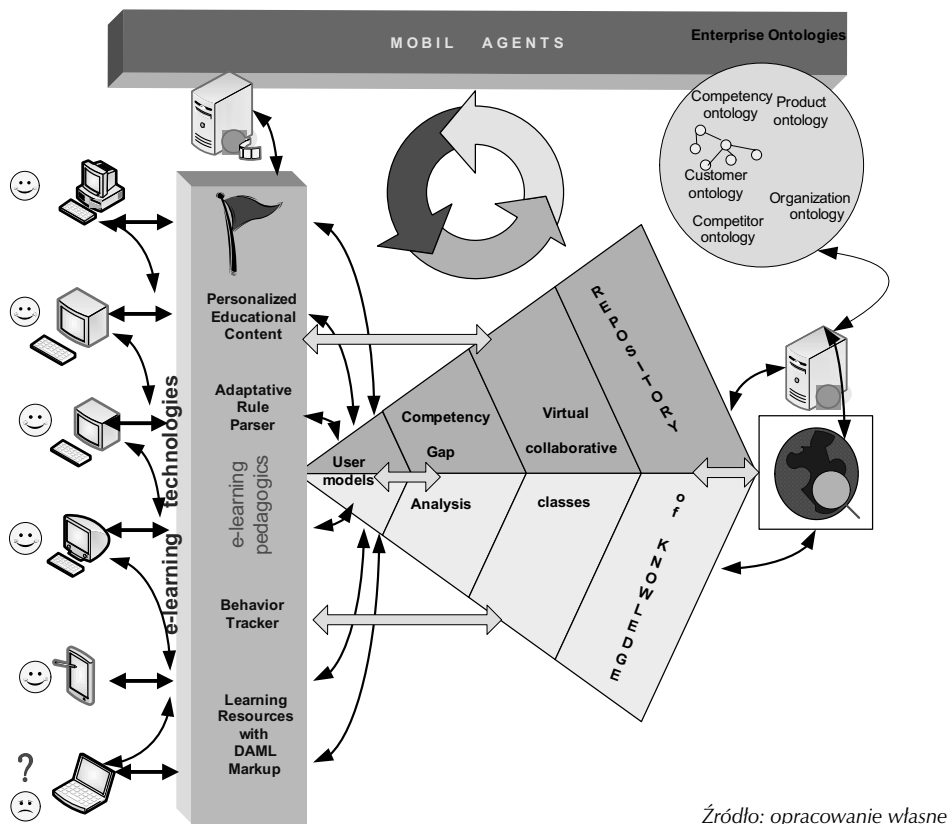 MOBIL AGENTS
Enterprise Ontologies
Competency
ontology
Product
ontology
Customer
ontology
Organization
ontology
Competitor
ontology
e-learning technologies
Personalized
Educational
Content
Adaptative
Rule
Parser
e-learning
pedagogics
Behavior
Tracker
Learning
Resources
with
DAML
Markup
User
models
Competency
Gap
Analysis
Virtual
collaborative
classes
REPOSITORY
of
KNOWLEDGE
?
Źródło: opracowanie własne